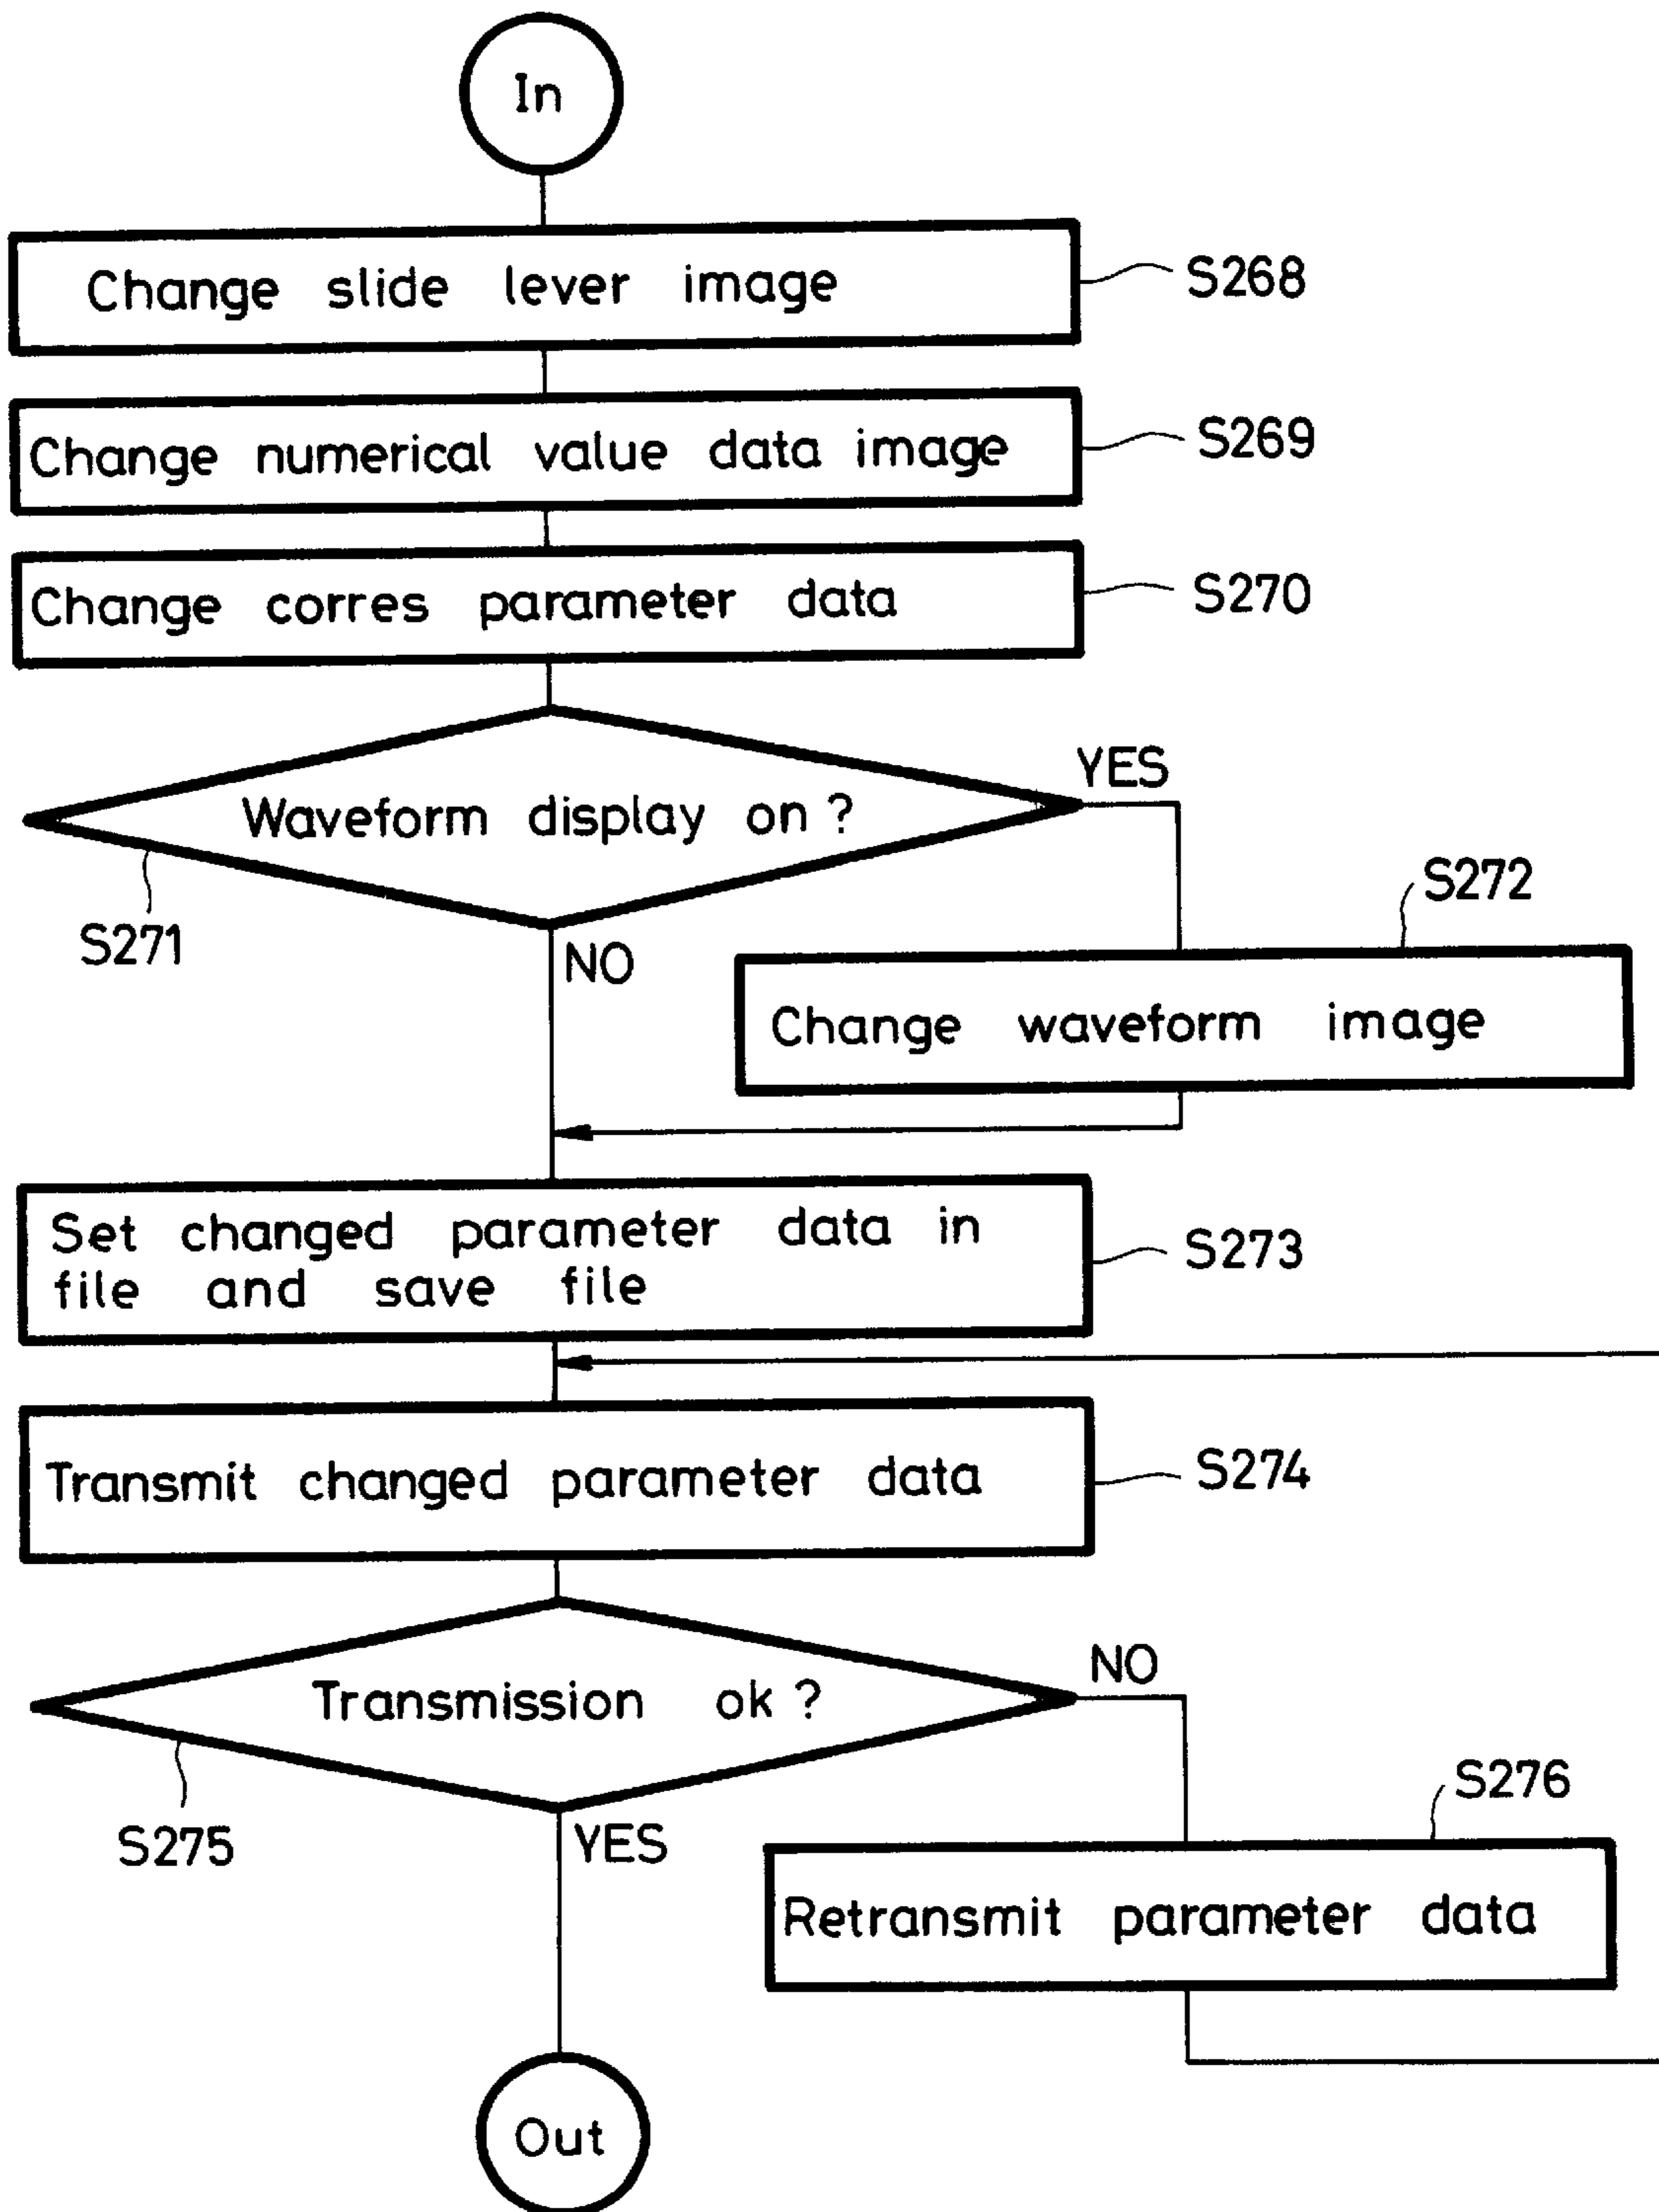 In
Change slide lever image
S268
Change numerical value data image
S269
Change corres parameter data
S270
Waveform display on ?
YES
S271
NO
S272
Change waveform image
Set changed parameter data in
file and save file
S273
Transmit changed parameter data
S274
Transmission ok ?
NO
S275
YES
S276
Retransmit parameter data
Out